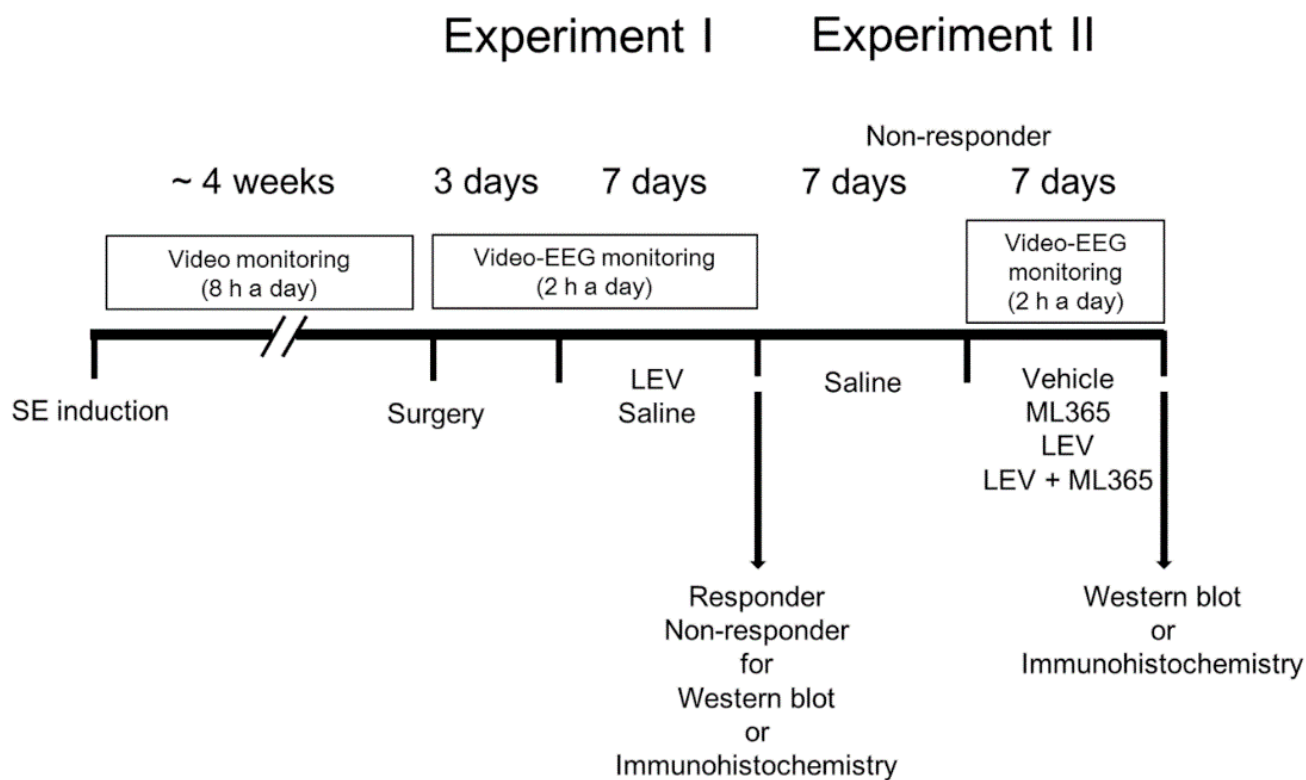 Experiment I
Experiment II
Non-responder
~ 4 weeks
3 days
7 days
7 days
7 days
Video monitoring
(8 h a day)
Video-EEG monitoring
(2 h a day)
Video-EEG
monitoring
(2 h a day)
SE induction
Surgery
LEV
Saline
Saline
Vehicle
ML365
LEV
LEV + ML365
Responder
Non-responder
for
Western blot
or
Immunohistochemistry
Western blot
or
Immunohistochemistry